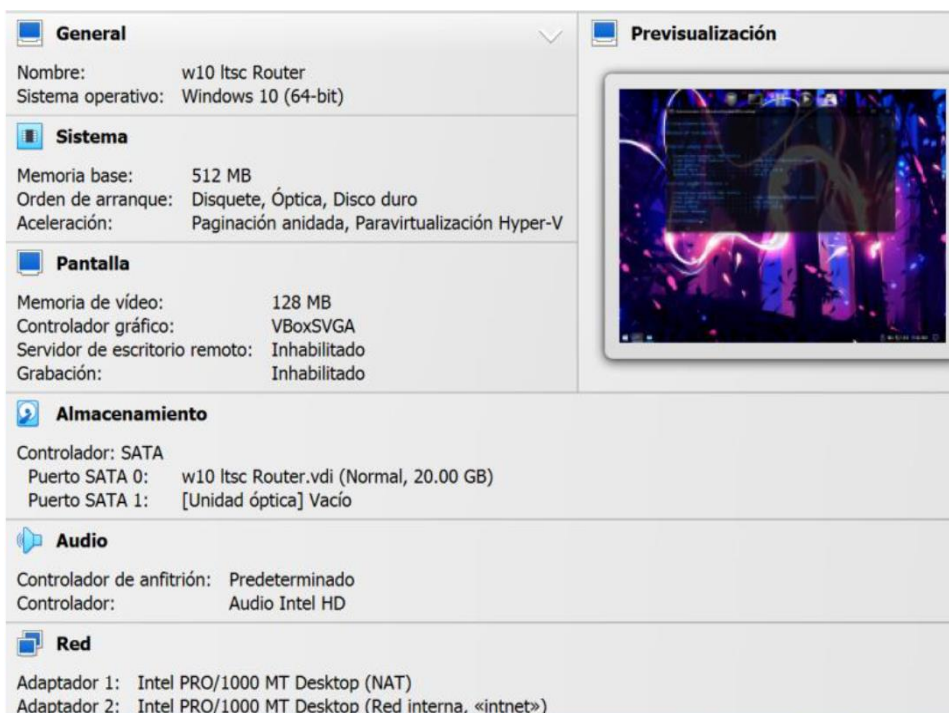 General
Nombre: w10 ltsc Router
Sistema operativo: Windows 10 (64-bit)
Sistema
Memoria base: 512 MB
Orden de arranque: Disquete, Óptica, Disco duro
Aceleración: Paginación anidada, Paravirtualización Hyper-V
Pantalla
Memoria de vídeo: 128 MB
Controlador gráfico: VBoxSVGA
Servidor de escritorio remoto: Inhabilitado
Grabación: Inhabilitado
Previsualización
Almacenamiento
Controlador: SATA
Puerto SATA 0: w10 ltsc Router.vdi (Normal, 20.00 GB)
Puerto SATA 1: [Unidad óptica] Vacío
Audio
Controlador de anfitrión: Predeterminado
Controlador: Audio Intel HD
Red
Adaptador 1: Intel PRO/1000 MT Desktop (NAT)
Adaptador 2: Intel PRO/1000 MT Desktop (Red interna, «intnet»)